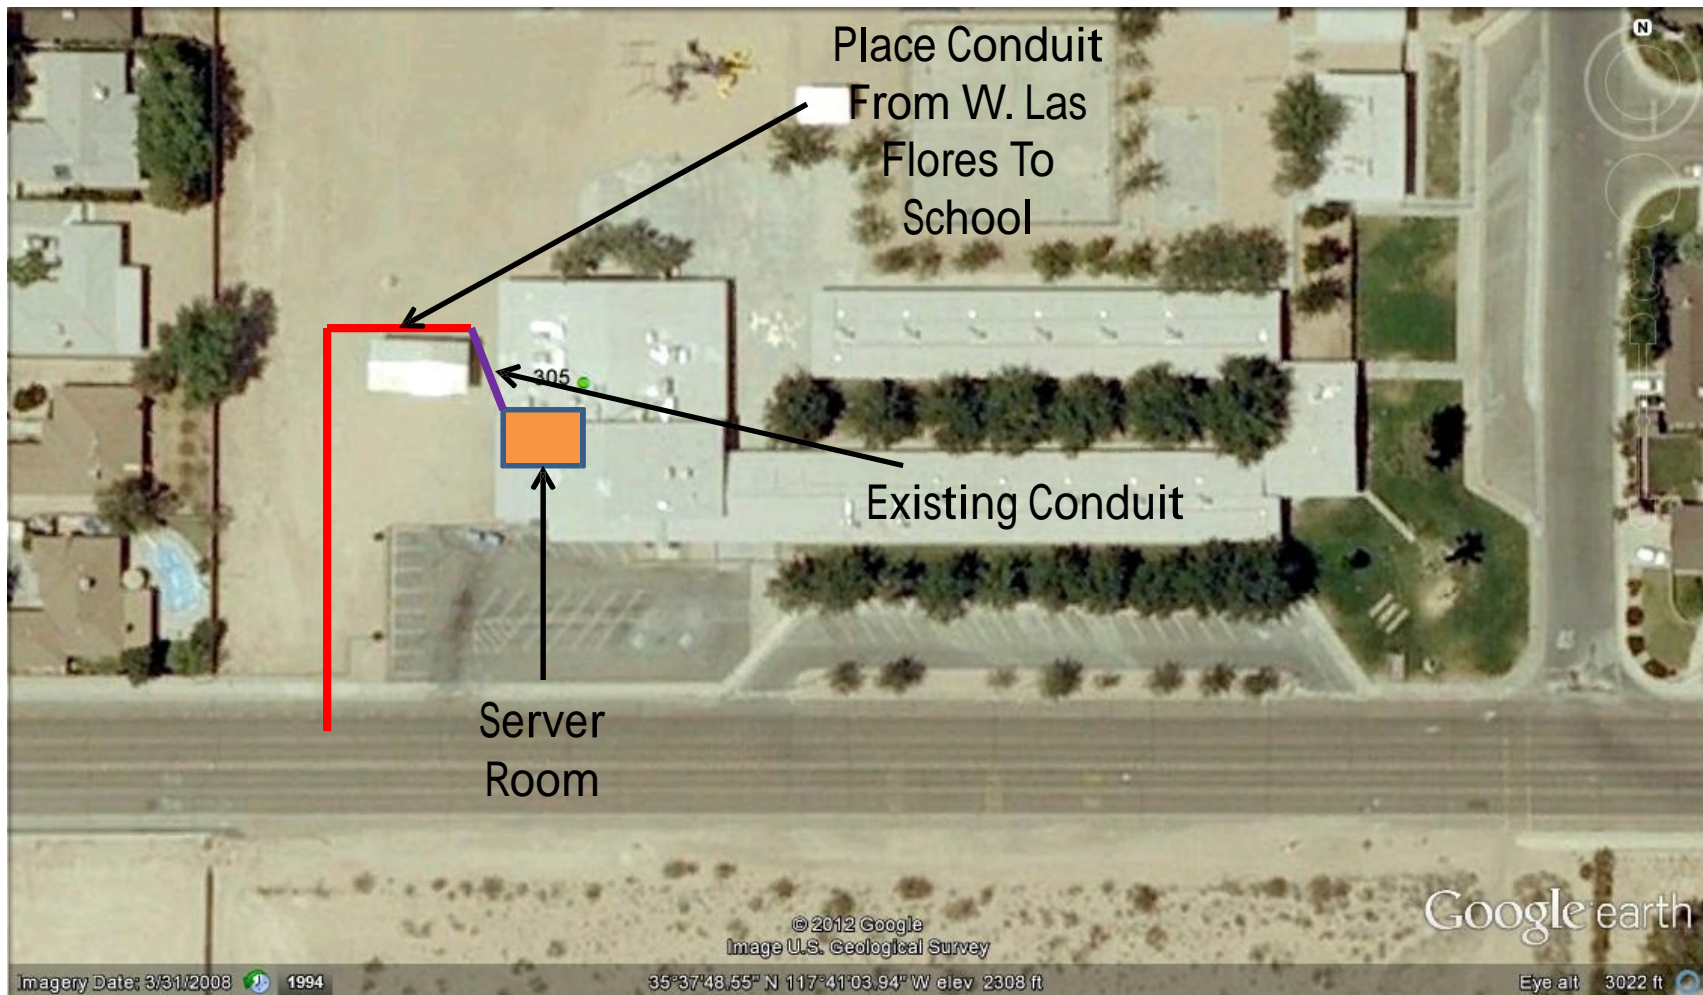 N
Place Conduit
From W. Las
Flores To
School
305
Existing Conduit
Server
Room
Google earth
© 2012 Google
Image U.S. Geological Survey
Imagery Date: 3/31/2008 1994 35°37'48.55" N 117°41'03.94" W elev 2308 ft Eye alt 3022 ft